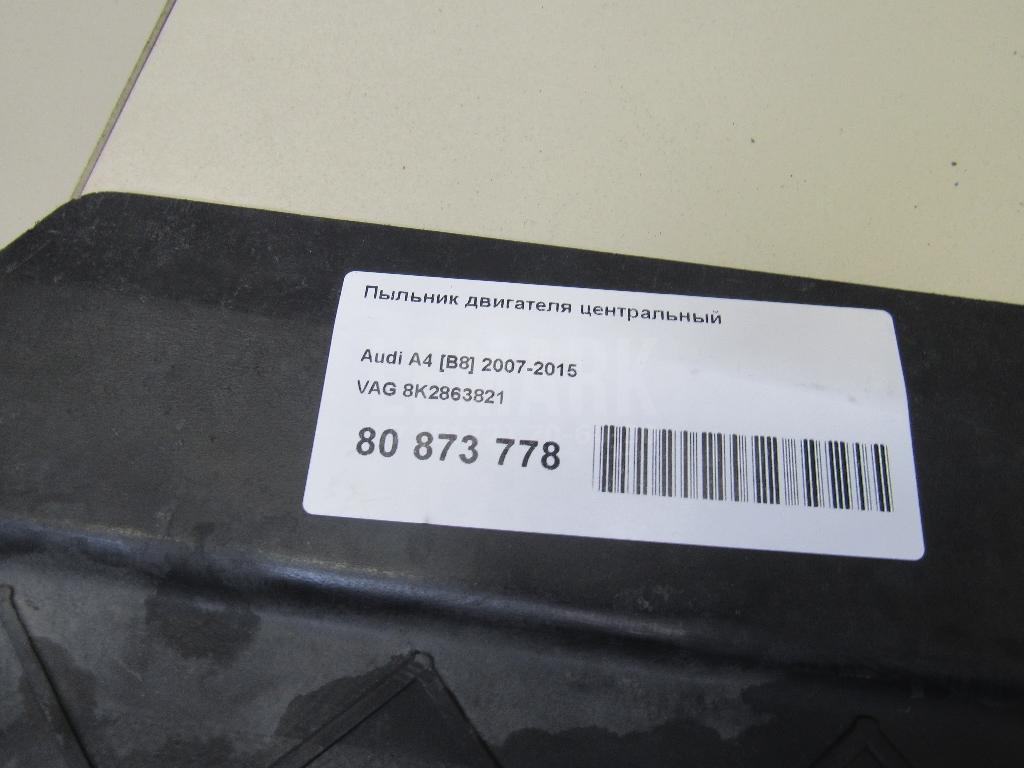 Пыльник двигателя центральный
Audi A4 [B8] 2007-2015
VAG 8K2863821
80 873 778